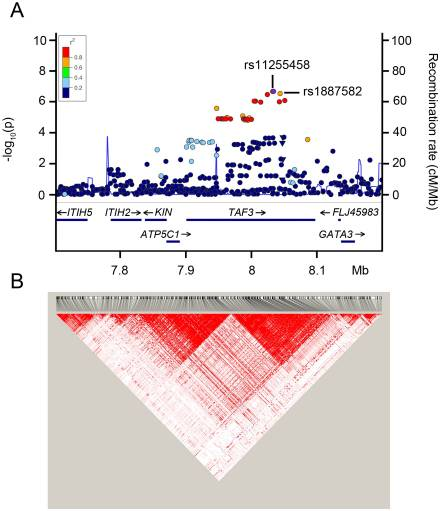 A
-log10(p)
10
8
6
4
2
0
r²
0.8
0.6
0.4
0.2
rs11255458
rs1887582
100
80
60
40
20
0
Recombination rate (cM/Mb)
←ITIH5 ITIH2→ ←KIN TAF3→ ←FLJ45983
ATP5C1→ GATA3→
7.8 7.9 8 8.1 Mb
B